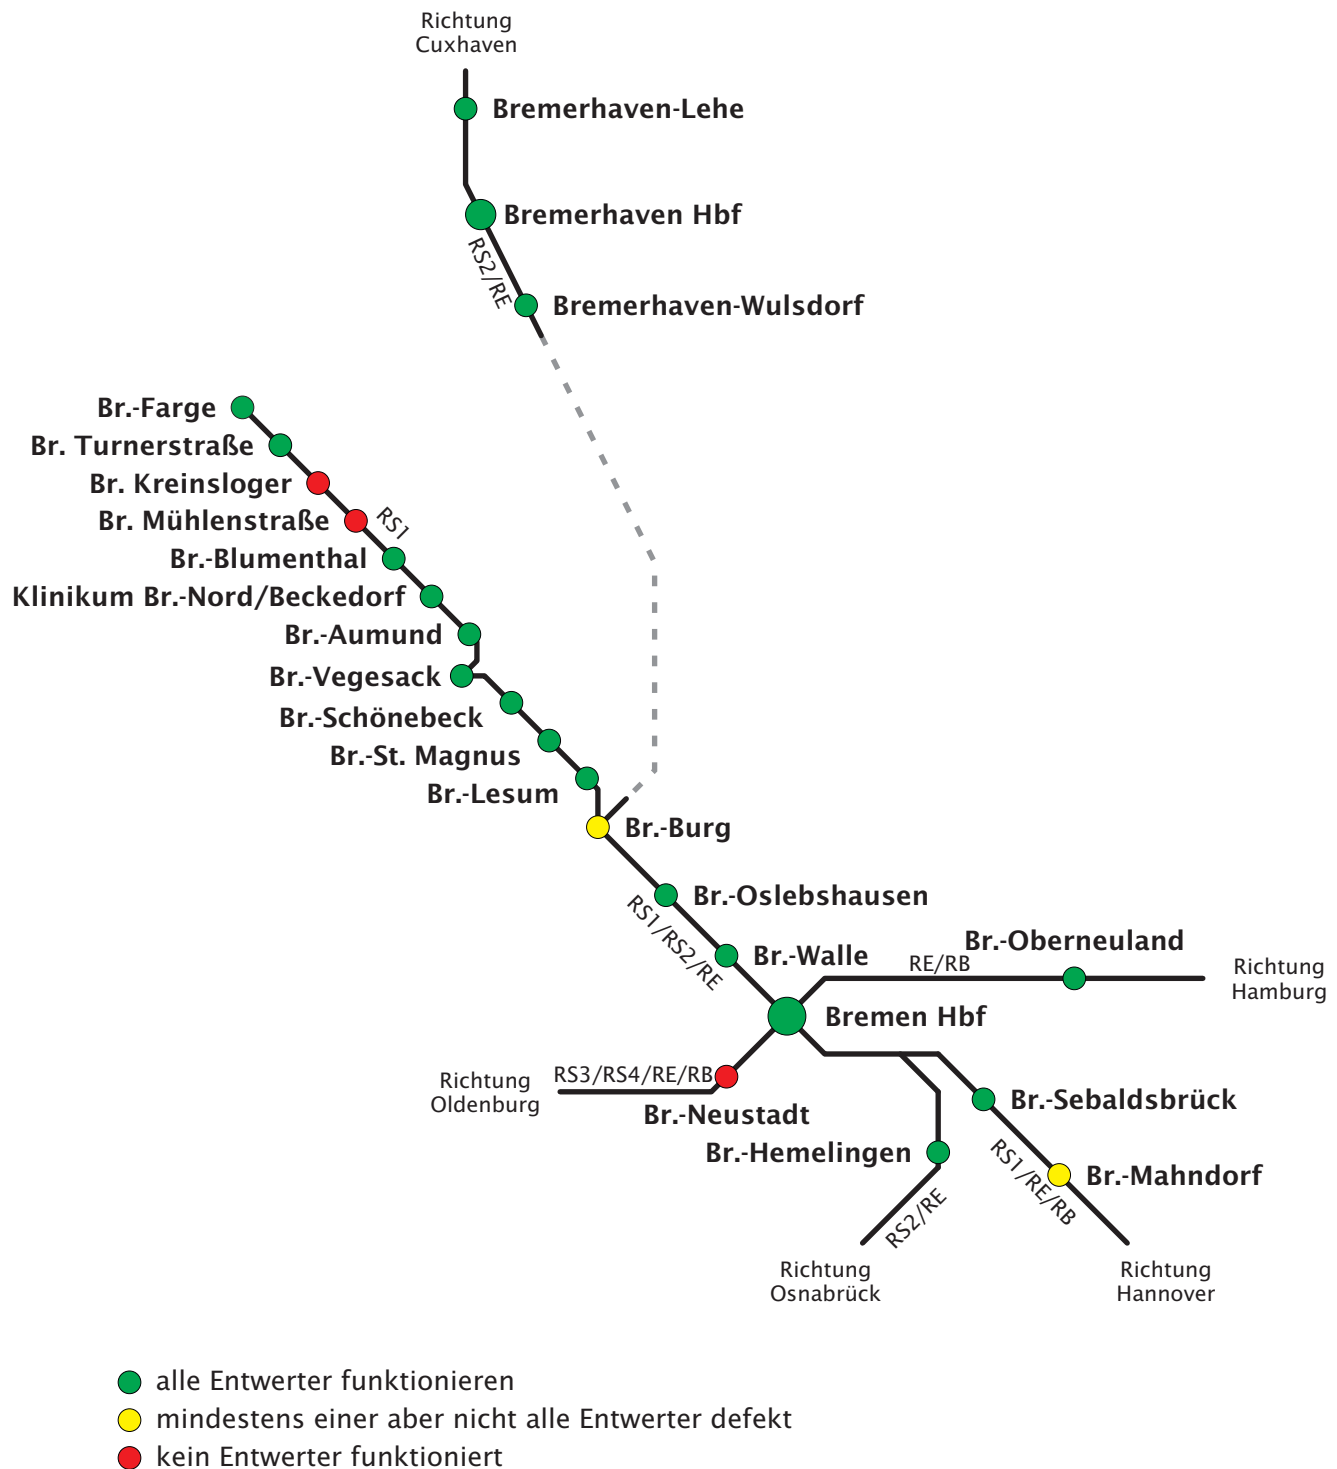 Richtung
Cuxhaven
Bremerhaven-Lehe
Bremerhaven Hbf
RS2/RE
Bremerhaven-Wulsdorf
Br.-Farge
Br. Turnerstraße
Br. Kreinsloger
Br. Mühlenstraße
RS1
Br.-Blumenthal
Klinikum Br.-Nord/Beckedorf
Br.-Aumund
Br.-Vegesack
Br.-Schönebeck
Br.-St. Magnus
Br.-Lesum
Br.-Burg
Br.-Oslebshausen
RS1/RS2/RE
Br.-Walle
Br.-Oberneuland
RE/RB
Richtung
Hamburg
Bremen Hbf
RS3/RS4/RE/RB
Richtung
Oldenburg
Br.-Neustadt
Br.-Sebaldsbrück
Br.-Hemelingen
RS1/RE/RB
Br.-Mahndorf
RS2/RE
Richtung
Osnabrück
Richtung
Hannover
alle Entwerter funktionieren
mindestens einer aber nicht alle Entwerter defekt
kein Entwerter funktioniert